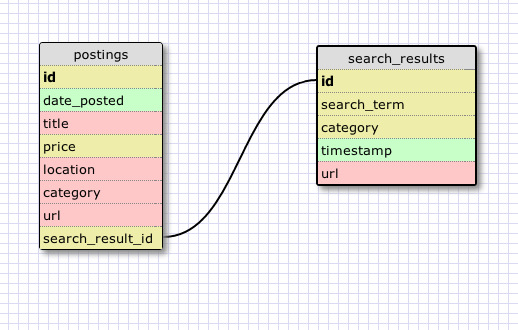 postings
id
date_posted
title
price
location
category
url
search_result_id
search_results
id
search_term
category
timestamp
url